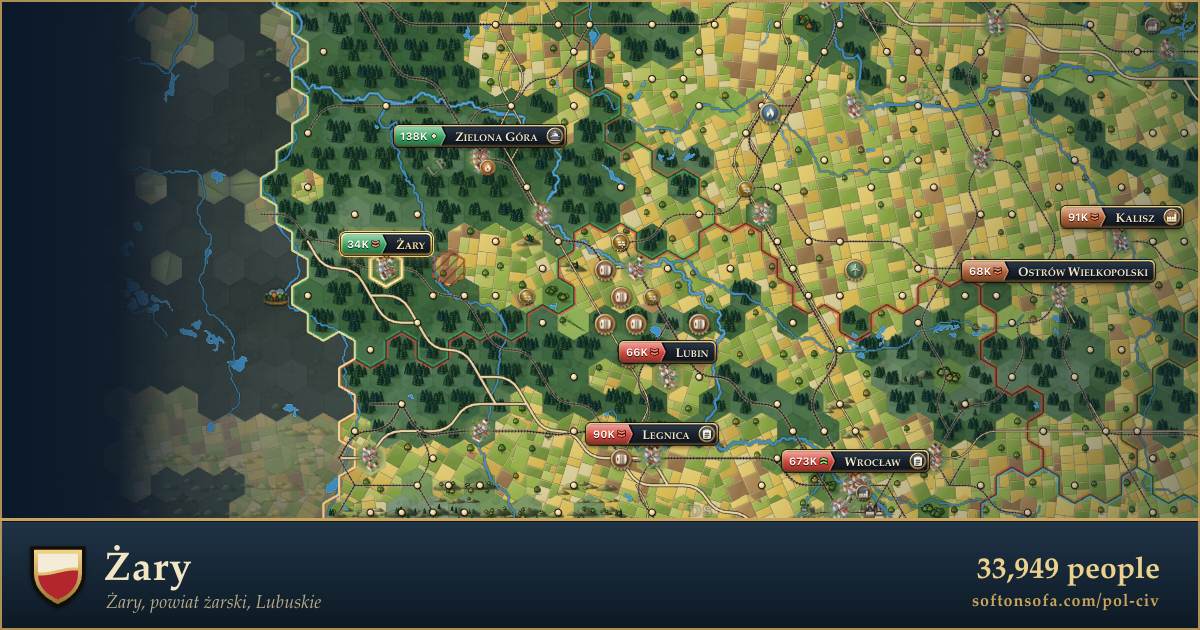 138K ZIELONA GÓRA
91K KALISZ
34K ŻARY
68K OSTRÓW WIELKOPOLSKI
66K LUBIN
90K LEGNICA
673K WROCŁAW
Żary
33,949 people
Żary, powiat żarski, Lubuskie
softonsofa.com/pol-civ